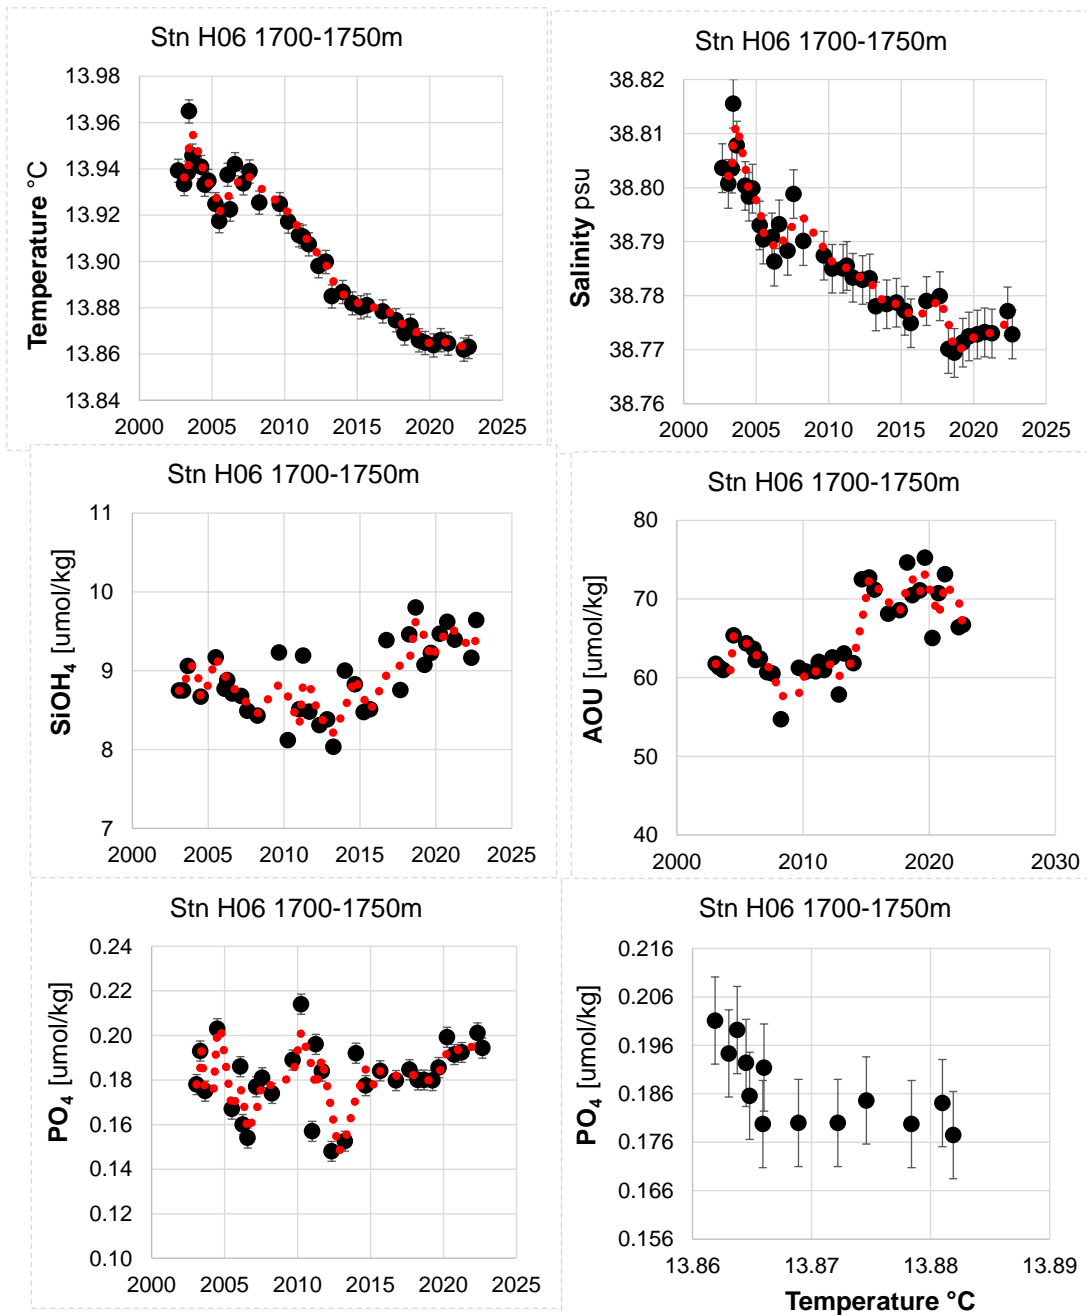 Stn H06 1700-1750m
Temperature °C
13.98
13.96
13.94
13.92
13.90
13.88
13.86
13.84
2000 2005 2010 2015 2020 2025
Stn H06 1700-1750m
Salinity psu
38.82
38.81
38.80
38.79
38.78
38.77
38.76
2000 2005 2010 2015 2020 2025
Stn H06 1700-1750m
SiOH₄ [umol/kg]
11
10
9
8
7
2000 2005 2010 2015 2020 2025
Stn H06 1700-1750m
AOU [umol/kg]
80
70
60
50
40
2000 2010 2020 2030
Stn H06 1700-1750m
PO₄ [umol/kg]
0.24
0.22
0.20
0.18
0.16
0.14
0.12
0.10
2000 2005 2010 2015 2020 2025
Stn H06 1700-1750m
PO₄ [umol/kg]
0.216
0.206
0.196
0.186
0.176
0.166
0.156
13.86 13.87 13.88 13.89
Temperature °C